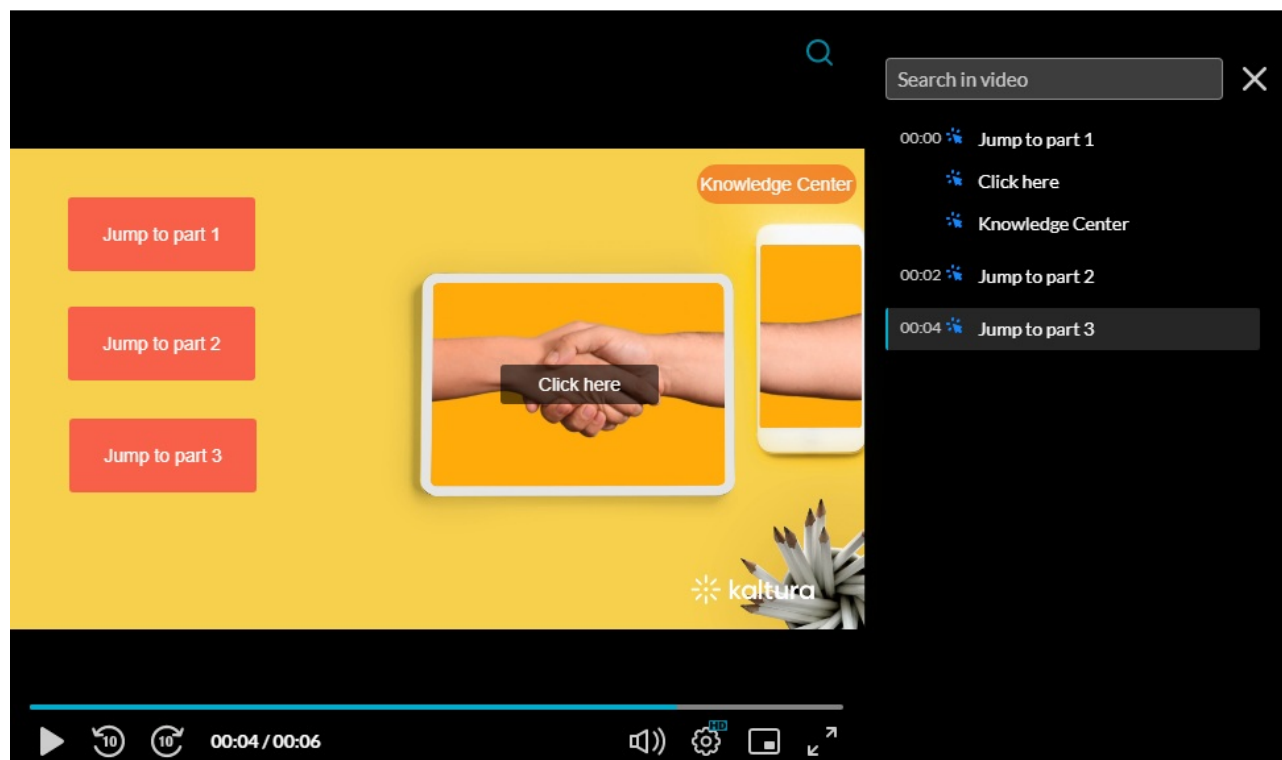 Search in video
00:00 Jump to part 1
Click here
Knowledge Center
00:02 Jump to part 2
00:04 Jump to part 3
Knowledge Center
Jump to part 1
Jump to part 2
Click here
Jump to part 3
kaltura
10 10 00:04 / 00:06 HD